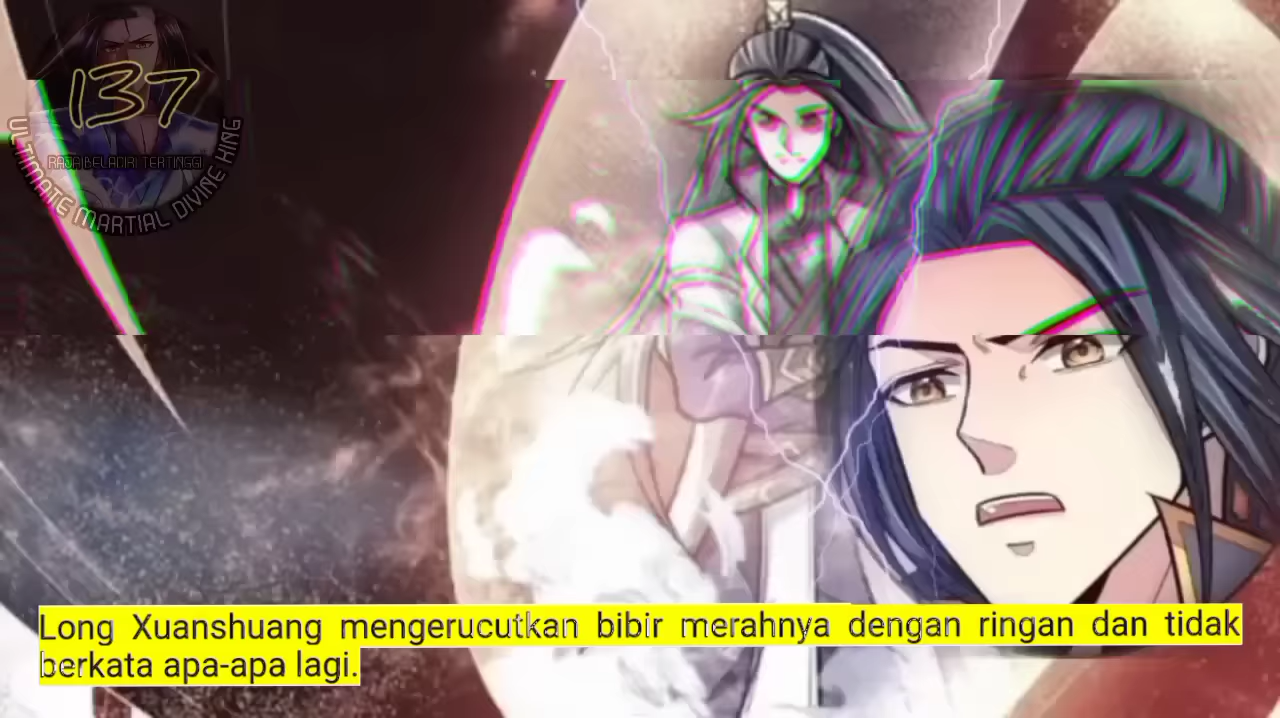 137
RAJA BELADIRI TERTINGGI
ULTIMATE MARTIAL DIVINE KING
Long Xuanshuang mengerucutkan bibir merahnya dengan ringan dan tidak
berkata apa-apa lagi.